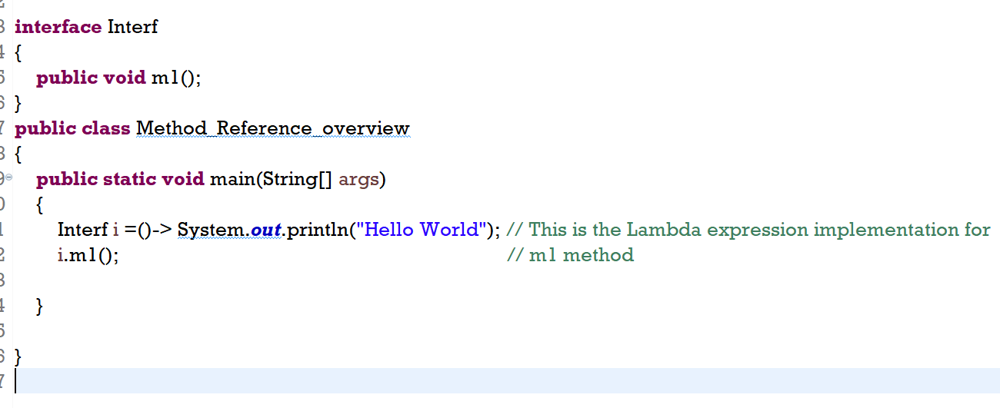 interface Interf
{
public void m1();
}
public class Method_Reference_overview
{
public static void main(String[] args)
{
Interf i =()-> System.out.println("Hello World"); // This is the Lambda expression implementation for
i.m1(); // m1 method
}
}